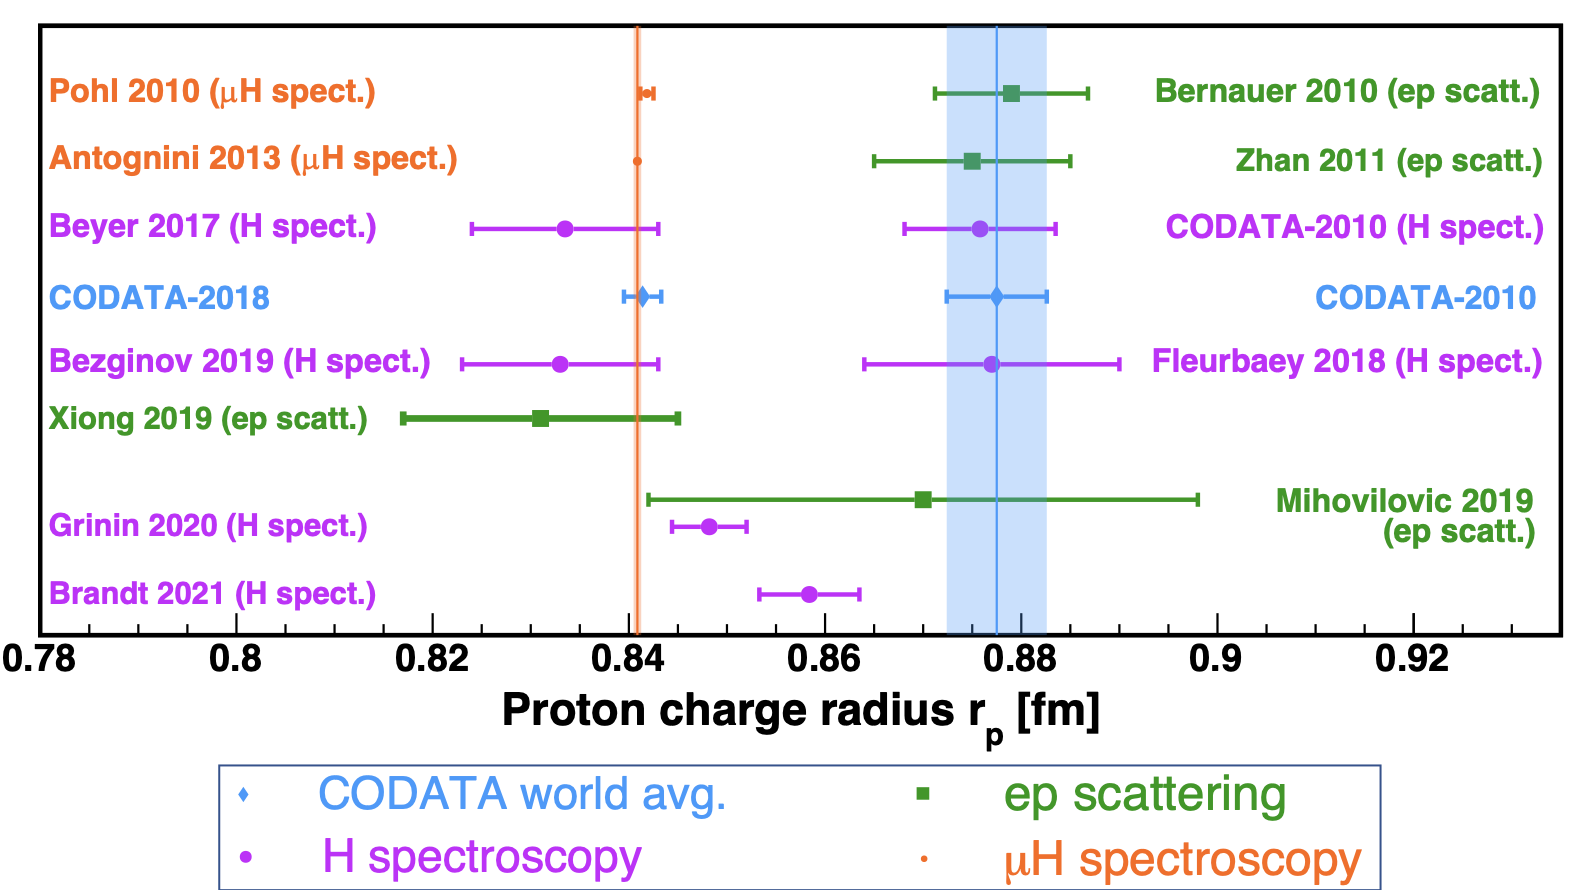 Pohl 2010 (μH spect.)
Bernauer 2010 (ep scatt.)
Antognini 2013 (μH spect.)
Zhan 2011 (ep scatt.)
Beyer 2017 (H spect.)
CODATA-2010 (H spect.)
CODATA-2018
CODATA-2010
Bezginov 2019 (H spect.)
Fleurbaey 2018 (H spect.)
Xiong 2019 (ep scatt.)
Mihovilovic 2019
(ep scatt.)
Grinin 2020 (H spect.)
Brandt 2021 (H spect.)
0.78 0.8 0.82 0.84 0.86 0.88 0.9 0.92
Proton charge radius rp [fm]
CODATA world avg.
ep scattering
H spectroscopy
μH spectroscopy